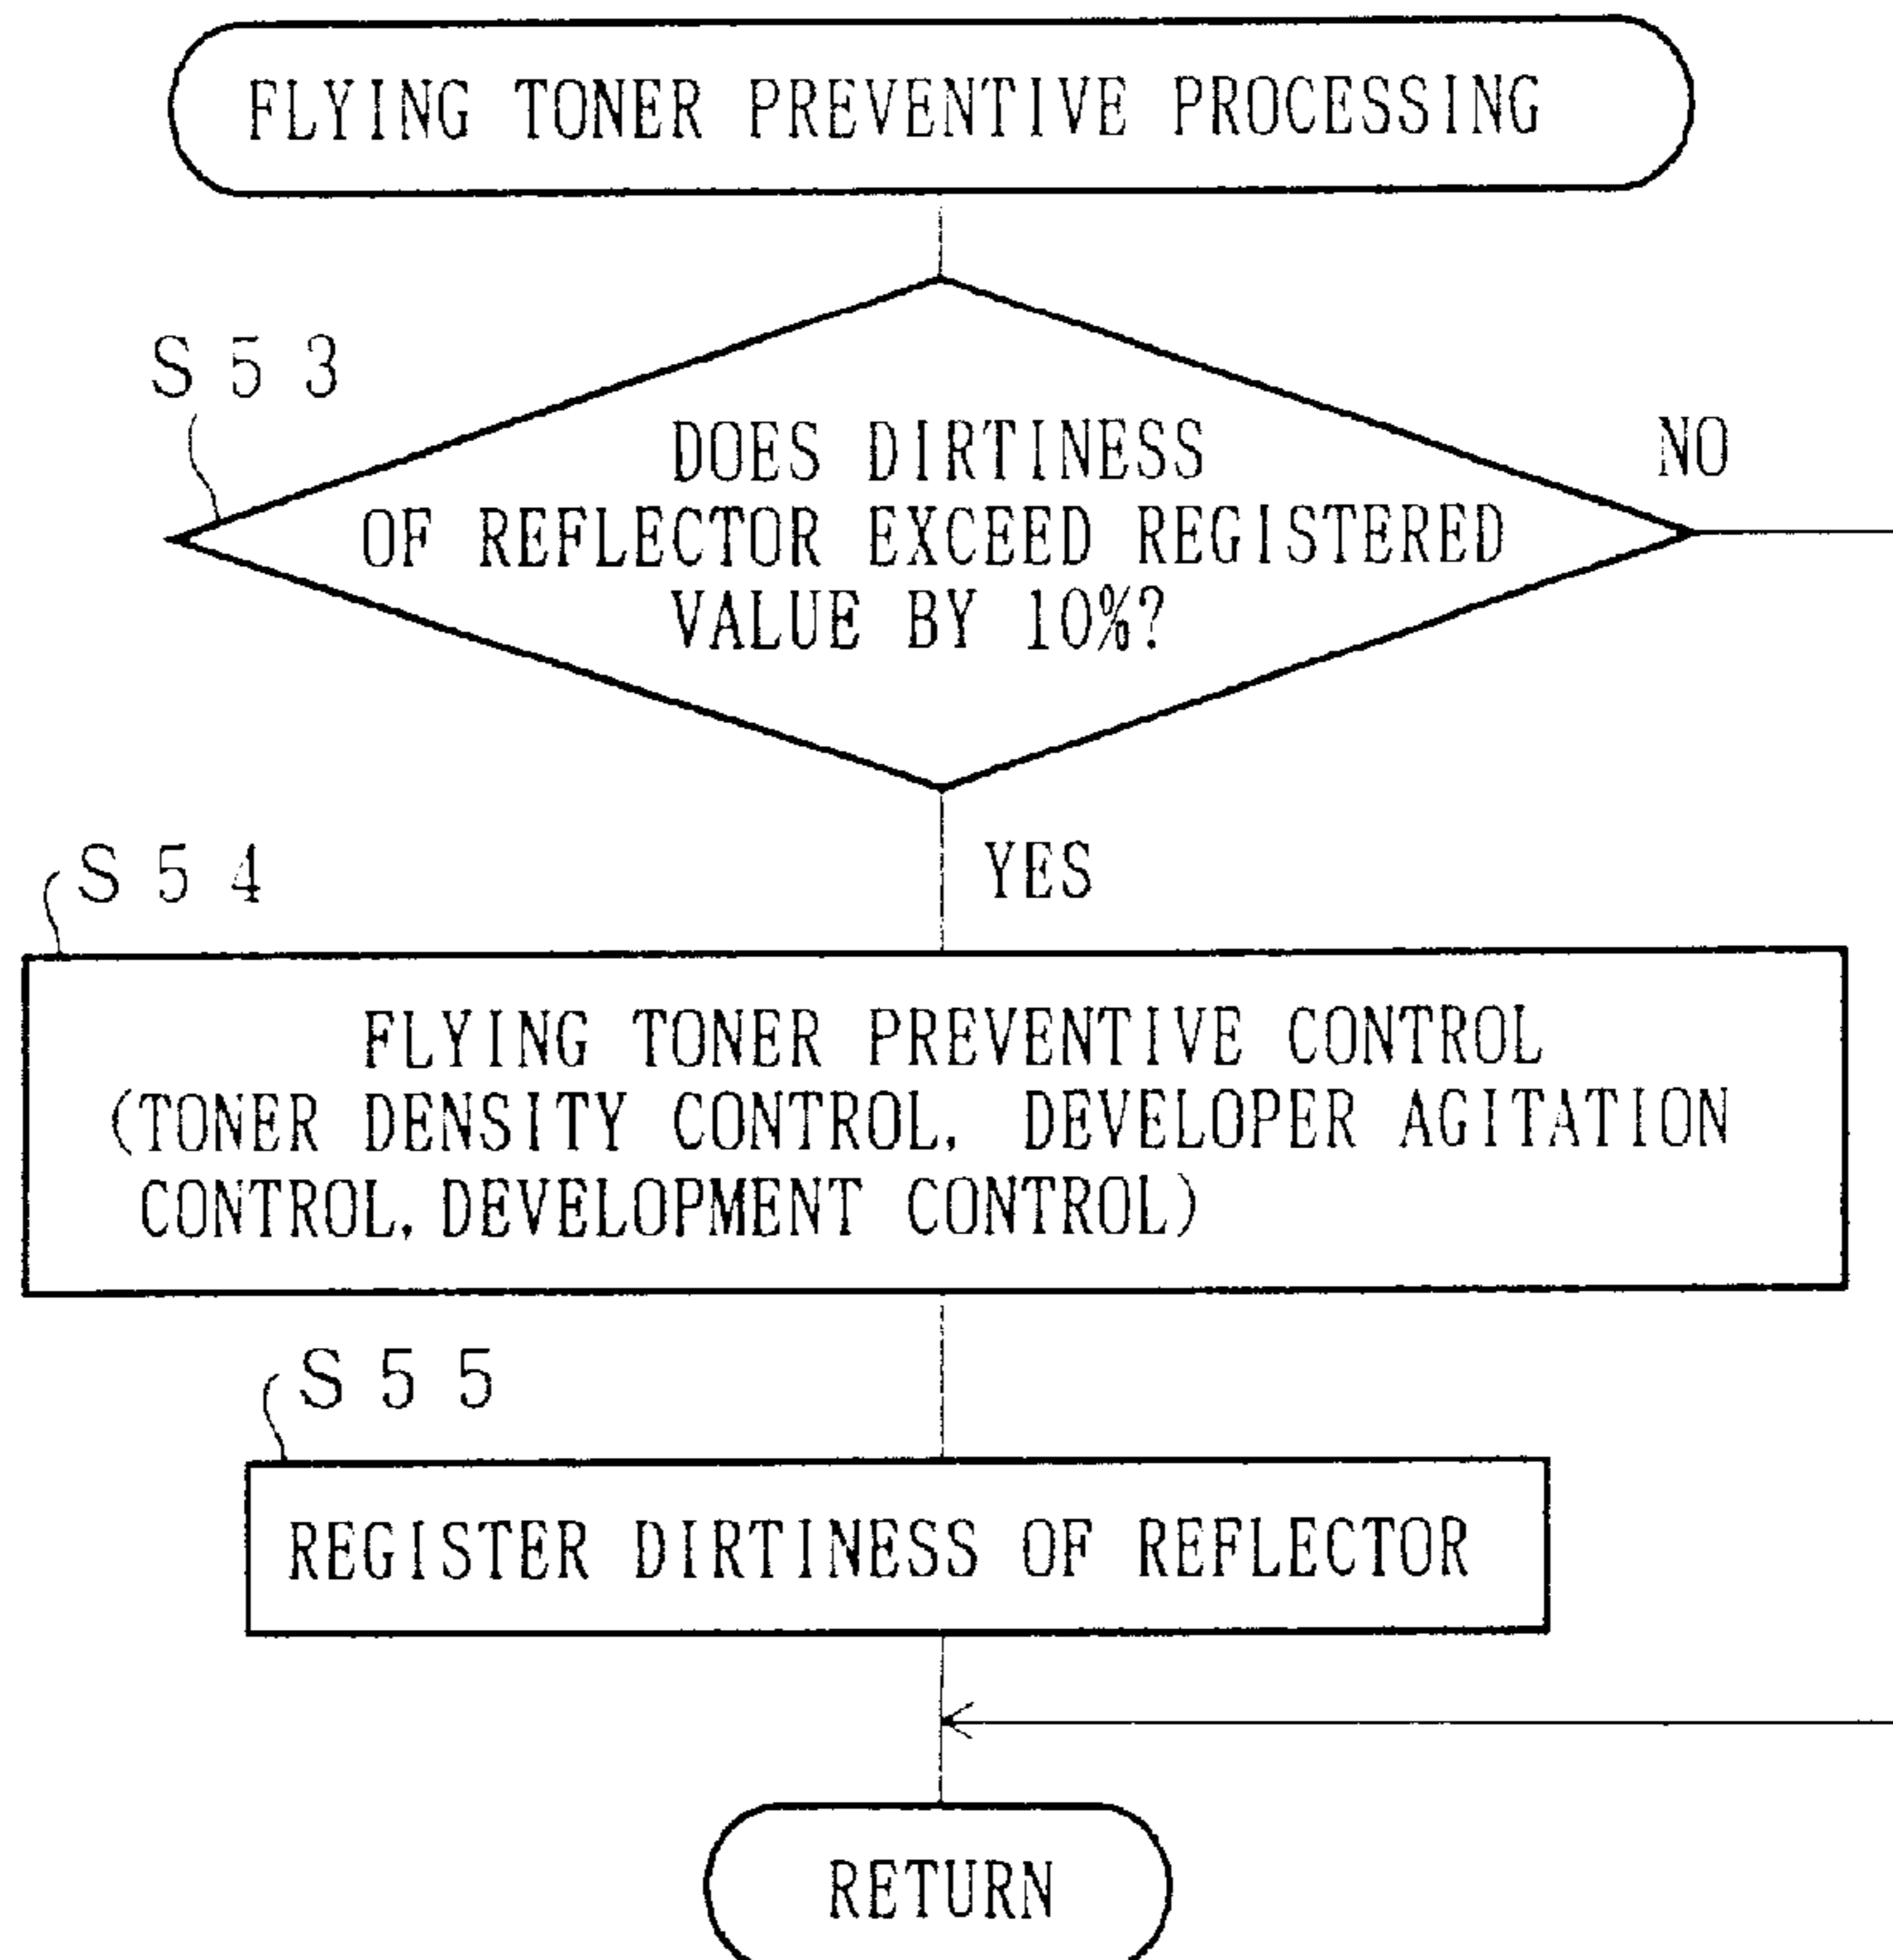 FLYING TONER PREVENTIVE PROCESSING
S53
DOES DIRTINESS
OF REFLECTOR EXCEED REGISTERED
VALUE BY 10%?
NO
YES
S54
FLYING TONER PREVENTIVE CONTROL
(TONER DENSITY CONTROL, DEVELOPER AGITATION
CONTROL, DEVELOPMENT CONTROL)
S55
REGISTER DIRTINESS OF REFLECTOR
RETURN